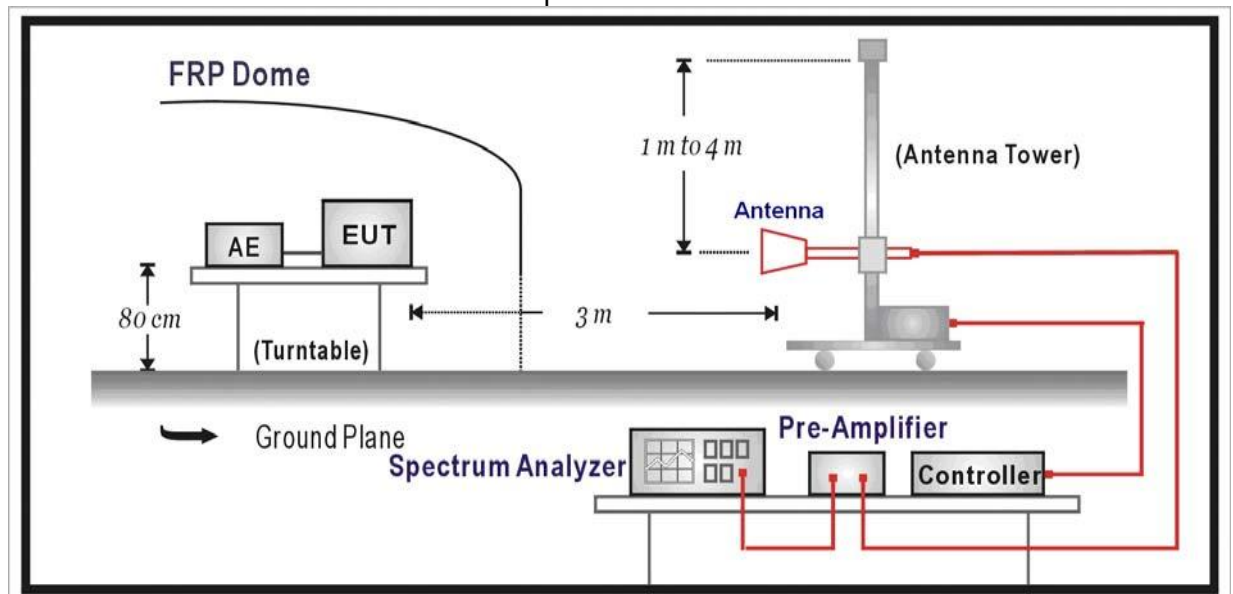 FRP Dome
1 m to 4 m
(Antenna Tower)
Antenna
AE
EUT
80 cm
3 m
(Turntable)
Ground Plane
Pre-Amplifier
Spectrum Analyzer
Controller